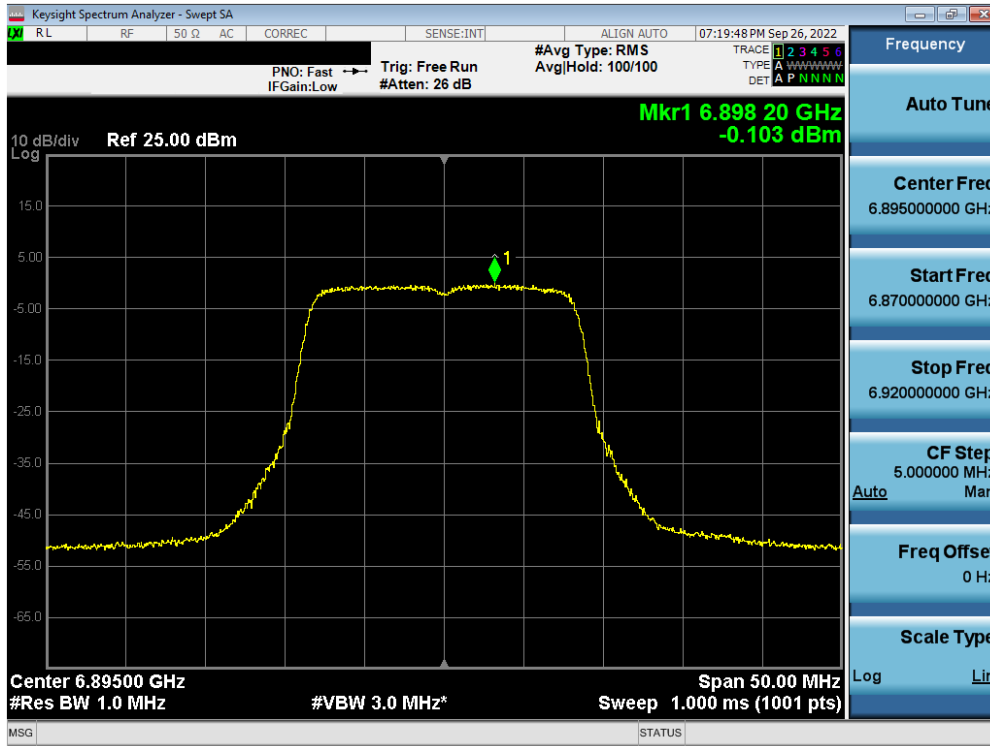 Keysight Spectrum Analyzer - Swept SA
LXI RL RF 50 Ω AC CORREC SENSE:INT ALIGN AUTO 07:19:48 PM Sep 26, 2022
PNO: Fast
IFGain:Low
Trig: Free Run
#Atten: 26 dB
#Avg Type: RMS
Avg|Hold: 100/100
TRACE 1 2 3 4 5 6
TYPE A WWWWW
DET A P N N N N
Mkr1 6.898 20 GHz
-0.103 dBm
10 dB/div Ref 25.00 dBm
Log
15.0
5.00
-5.00
-15.0
-25.0
-35.0
-45.0
-55.0
-65.0
1
Center 6.89500 GHz Span 50.00 MHz
#Res BW 1.0 MHz #VBW 3.0 MHz* Sweep 1.000 ms (1001 pts)
MSG STATUS
Frequency
Auto Tune
Center Freq
6.895000000 GHz
Start Freq
6.870000000 GHz
Stop Freq
6.920000000 GHz
CF Step
5.000000 MHz
Auto Man
Freq Offset
0 Hz
Scale Type
Log Lin